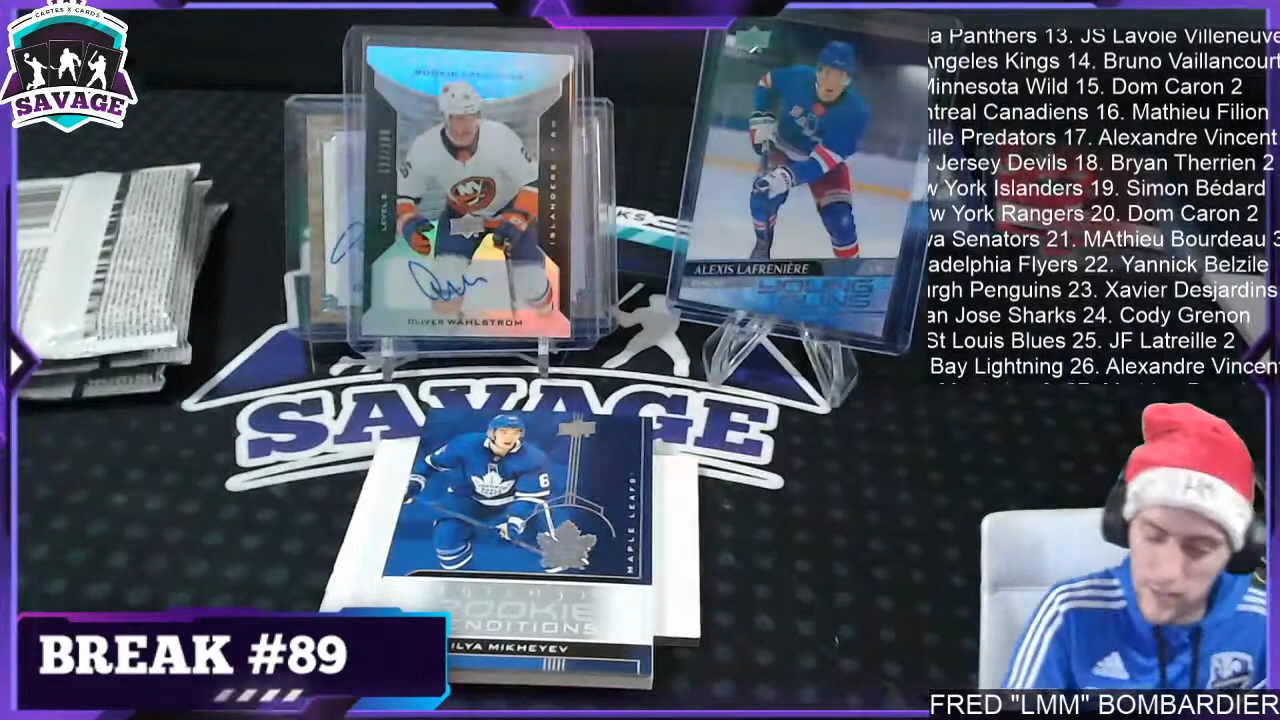 CARTES X CARDS
SAVAGE
LEVELS
ISLANDERS
OLIVER WAHLSTROM
ALEXIS LAFRENIÈRE
YOUNG
GUNS
SAVAGE
MAPLE LEAFS
6
ROOKIE
RENDITIONS
ILYA MIKHEYEV
BREAK #89
la Panthers 13. JS Lavoie Villeneuve
Angeles Kings 14. Bruno Vaillancourt
Minnesota Wild 15. Dom Caron 2
ntreal Canadiens 16. Mathieu Filion
ille Predators 17. Alexandre Vincent
Jersey Devils 18. Bryan Therrien 2
w York Islanders 19. Simon Bédard
w York Rangers 20. Dom Caron 2
va Senators 21. MAthieu Bourdeau 3
adelphia Flyers 22. Yannick Belzile
urgh Penguins 23. Xavier Desjardins
an Jose Sharks 24. Cody Grenon
St Louis Blues 25. JF Latreille 2
Bay Lightning 26. Alexandre Vincen
FRED "LMM" BOMBARDIER